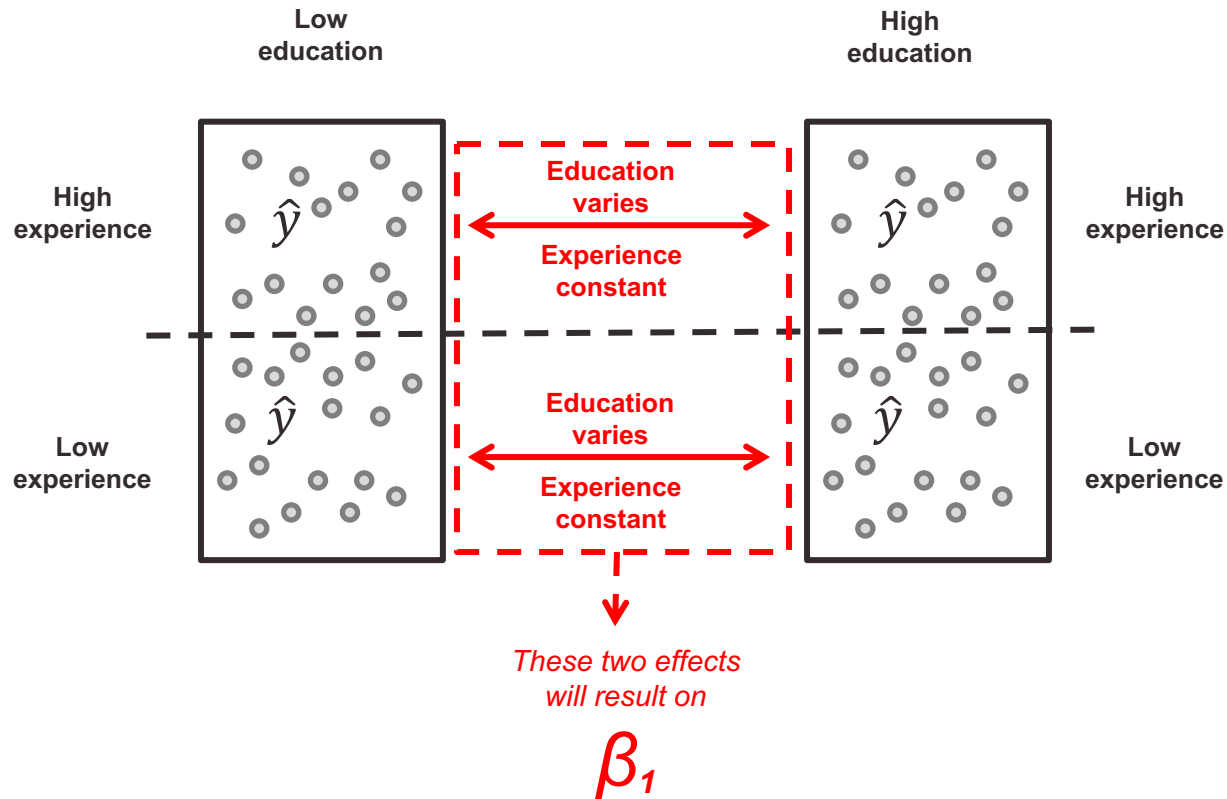 Low
education
High
education
High
experience
ŷ
Education
varies
Experience
constant
ŷ
High
experience
Low
experience
ŷ
Education
varies
Experience
constant
ŷ
Low
experience
These two effects
will result on
β1